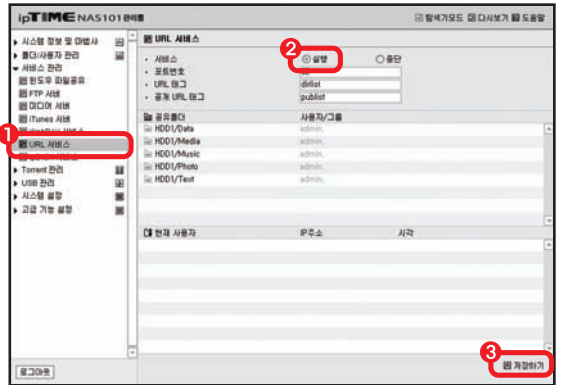 ipTIME NAS101관리툴
탐색기모드 다시보기 도움말
시스템 정보 및 마법사
폴더/사용자 관리
서비스 관리
윈도우 파일공유
FTP 서버
미디어 서버
iTunes 서버
1
URL 서비스
Torrent 관리
USB 관리
시스템 설정
고급 기능 설정
로그아웃
URL 서비스
2
서비스 실행 중단
포트번호
URL 태그 dirlist
공개 URL 태그 publist
공유폴더 사용자/그룹
HDD1/Data admin,
HDD1/Media admin,
HDD1/Music admin,
HDD1/Photo admin,
HDD1/Text admin,
현재 사용자 IP주소 시각
3
저장하기